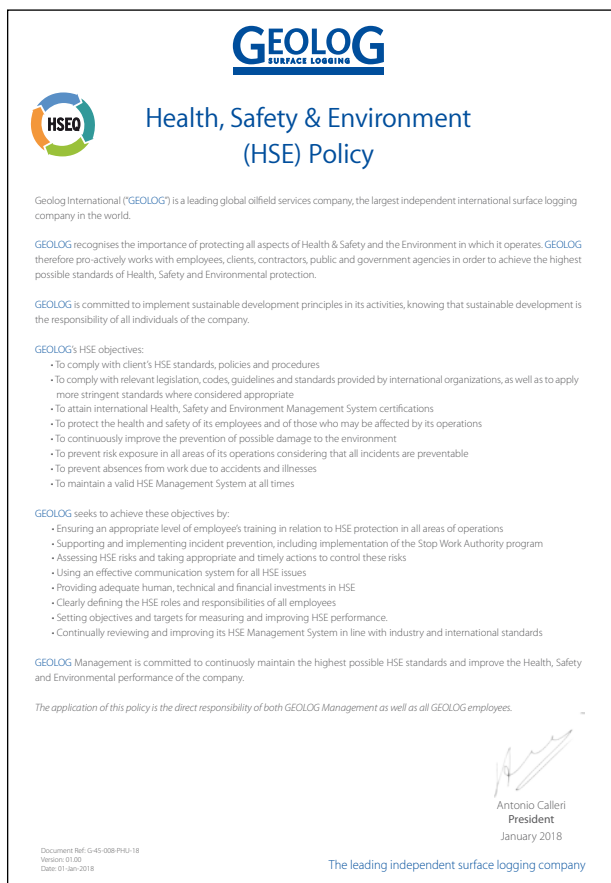 GEOLOG
SURFACE LOGGING
HSEQ
Health, Safety & Environment
(HSE) Policy
Geolog International ("GEOLOG") is a leading global oilfield services company, the largest independent international surface logging
company in the world.
GEOLOG recognises the importance of protecting all aspects of Health & Safety and the Environment in which it operates. GEOLOG
therefore pro-actively works with employees, clients, contractors, public and government agencies in order to achieve the highest
possible standards of Health, Safety and Environmental protection.
GEOLOG is committed to implement sustainable development principles in its activities, knowing that sustainable development is
the responsibility of all individuals of the company.
GEOLOG's HSE objectives:
• To comply with client's HSE standards, policies and procedures
• To comply with relevant legislation, codes, guidelines and standards provided by international organizations, as well as to apply
more stringent standards where considered appropriate
• To attain international Health, Safety and Environment Management System certifications
• To protect the health and safety of its employees and of those who may be affected by its operations
• To continuously improve the prevention of possible damage to the environment
• To prevent risk exposure in all areas of its operations considering that all incidents are preventable
• To prevent absences from work due to accidents and illnesses
• To maintain a valid HSE Management System at all times
GEOLOG seeks to achieve these objectives by:
• Ensuring an appropriate level of employee's training in relation to HSE protection in all areas of operations
• Supporting and implementing incident prevention, including implementation of the Stop Work Authority program
• Assessing HSE risks and taking appropriate and timely actions to control these risks
• Using an effective communication system for all HSE issues
• Providing adequate human, technical and financial investments in HSE
• Clearly defining the HSE roles and responsibilities of all employees
• Setting objectives and targets for measuring and improving HSE performance.
• Continually reviewing and improving its HSE Management System in line with industry and international standards
GEOLOG Management is committed to continuosly maintain the highest possible HSE standards and improve the Health, Safety
and Environmental performance of the company.
The application of this policy is the direct responsibility of both GEOLOG Management as well as all GEOLOG employees.
Antonio Calleri
President
January 2018
Document Ref: G-45-008-PHU-18
Version: 01.00
Date: 01-Jan-2018
The leading independent surface logging company